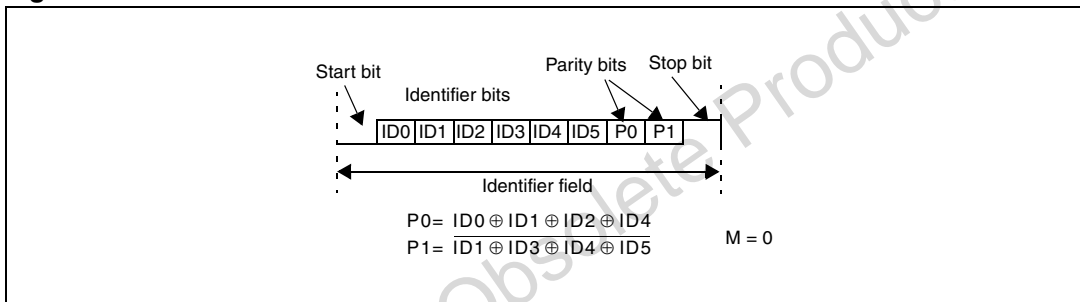 Start bit
Parity bits
Stop bit
Identifier bits
ID0 ID1 ID2 ID3 ID4 ID5 P0 P1
Identifier field
P0= ID0 ⊕ ID1 ⊕ ID2 ⊕ ID4
P1= ID1 ⊕ ID3 ⊕ ID4 ⊕ ID5
M = 0
Obsolete Produc